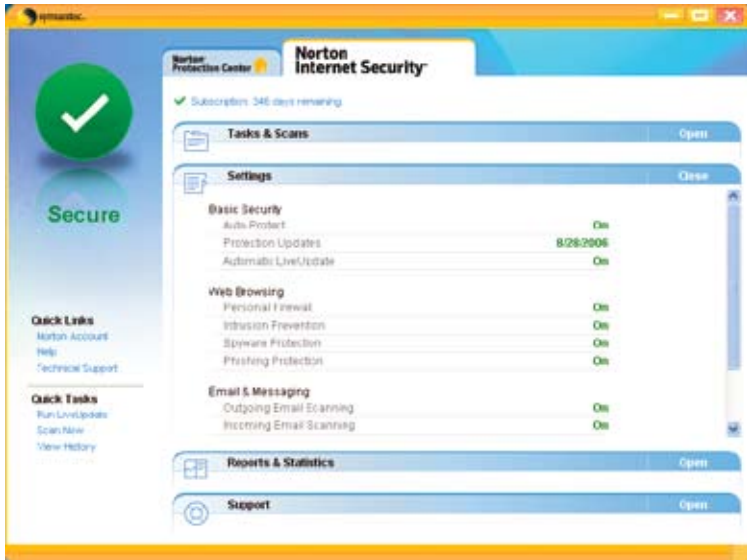 symantec.
Norton
Protection Center
Norton
Internet Security
Subscription: 346 days remaining
Tasks & Scans Open
Settings Close
Secure
Basic Security
Auto-Protect On
Protection Updates 8/28/2006
Automatic LiveUpdate On
Web Browsing
Personal Firewall On
Intrusion Prevention On
Spyware Protection On
Phishing Protection On
Email & Messaging
Outgoing Email Scanning On
Incoming Email Scanning On
Quick Links
Norton Account
Help
Technical Support
Quick Tasks
Run LiveUpdate
Scan Now
View History
Reports & Statistics Open
Support Open